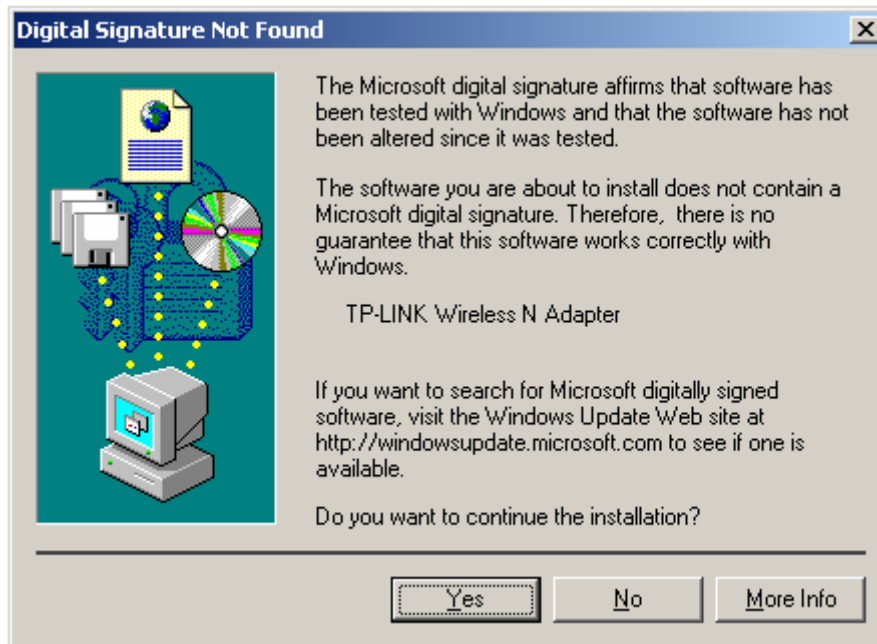 Digital Signature Not Found
The Microsoft digital signature affirms that software has
been tested with Windows and that the software has not
been altered since it was tested.
The software you are about to install does not contain a
Microsoft digital signature. Therefore,  there is no
guarantee that this software works correctly with
Windows.
TP-LINK Wireless N Adapter
If you want to search for Microsoft digitally signed
software, visit the Windows Update Web site at
http://windowsupdate.microsoft.com to see if one is
available.
Do you want to continue the installation?
Yes
No
More Info